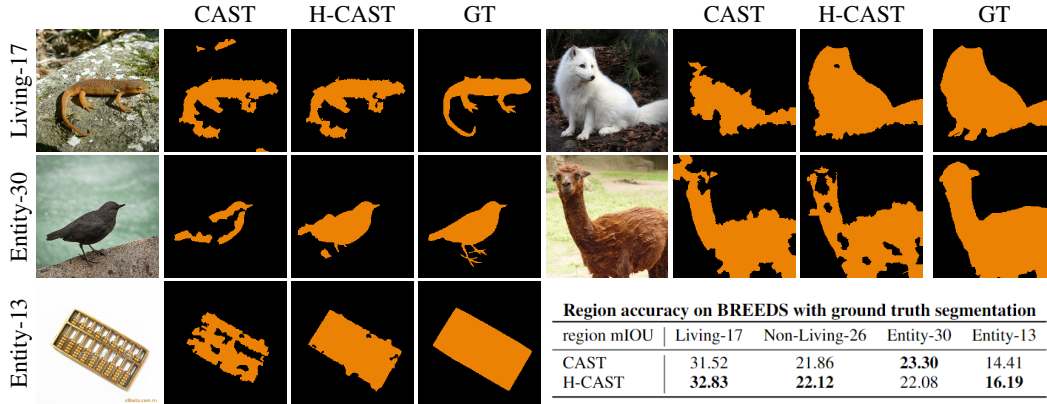 CAST H-CAST GT CAST H-CAST GT
Living-17
Entity-30
Entity-13
Region accuracy on BREEDS with ground truth segmentation
region mIOU Living-17 Non-Living-26 Entity-30 Entity-13
CAST 31.52 21.86 23.30 14.41
H-CAST 32.83 22.12 22.08 16.19